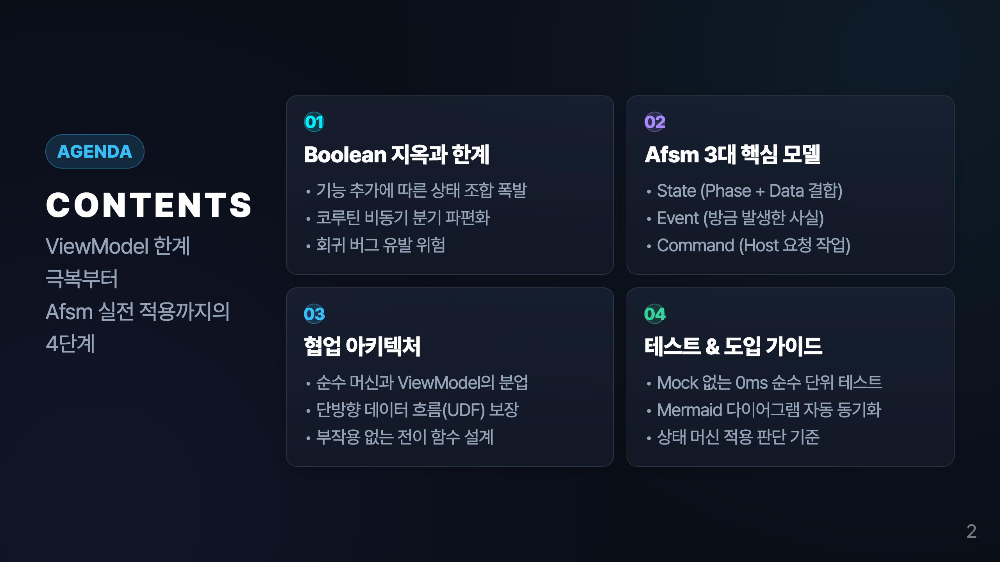 AGENDA
CONTENTS
ViewModel 한계
극복부터
Afsm 실전 적용까지의
4단계
01
Boolean 지옥과 한계
• 기능 추가에 따른 상태 조합 폭발
• 코루틴 비동기 분기 파편화
• 회귀 버그 유발 위험
02
Afsm 3대 핵심 모델
• State (Phase + Data 결합)
• Event (방금 발생한 사실)
• Command (Host 요청 작업)
03
협업 아키텍처
• 순수 머신과 ViewModel의 분업
• 단방향 데이터 흐름(UDF) 보장
• 부작용 없는 전이 함수 설계
04
테스트 & 도입 가이드
• Mock 없는 0ms 순수 단위 테스트
• Mermaid 다이어그램 자동 동기화
• 상태 머신 적용 판단 기준
2